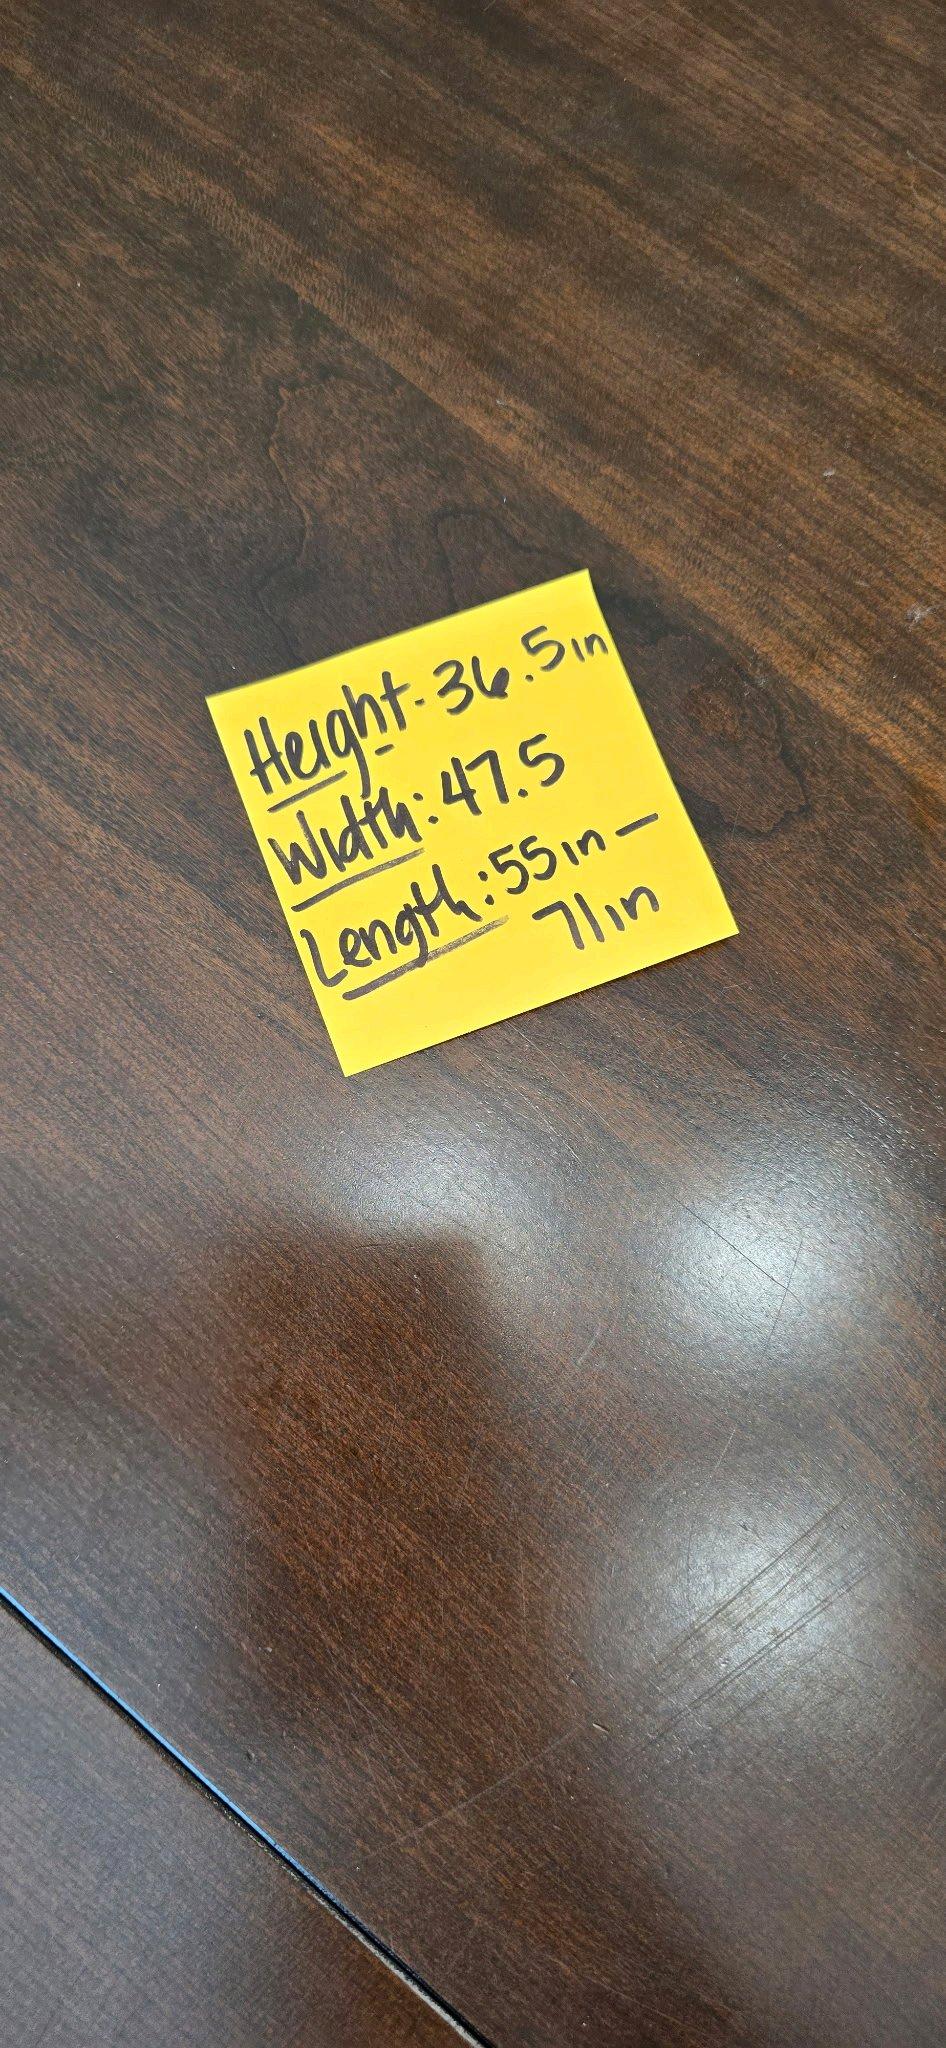 Height- 36.5in
Width: 47.5
Length: 55in -
71in